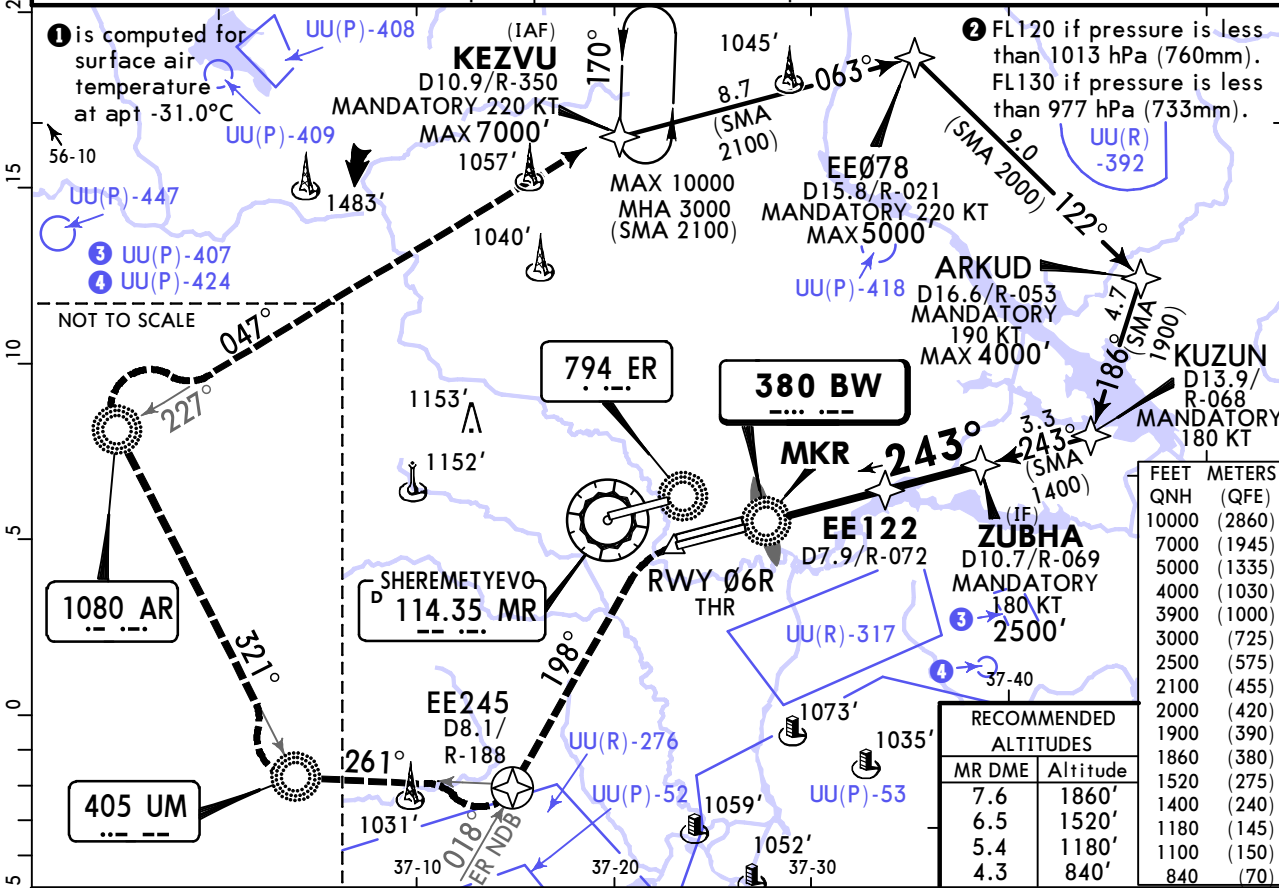 ❶ is computed for
surface air
temperature
at apt -31.0°C
UU(P)-408
UU(P)-409
56-10
UU(P)-447
❸ UU(P)-407
❹ UU(P)-424
NOT TO SCALE
(IAF)
KEZVU
D10.9/R-350
MANDATORY 220 KT
MAX 7000'
170°
MAX 10000
MHA 3000
(SMA 2100)
1057'
1483'
1040'
1045'
8.7
(SMA
2100)
063°
❷ FL120 if pressure is less
than 1013 hPa (760mm).
FL130 if pressure is less
than 977 hPa (733mm).
UU(R)
-392
9.0
(SMA 2000)
122°
EEØ78
D15.8/R-021
MANDATORY 220 KT
MAX 5000'
UU(P)-418
ARKUD
D16.6/R-053
MANDATORY
190 KT
MAX 4000'
4.7
(SMA
1900)
186°
KUZUN
D13.9/
R-068
MANDATORY
180 KT
3.3
243°
(SMA
1400)
047°
227°
794 ER
380 BW
MKR
243°
1153'
1152'
EE122
D7.9/R-072
(IF)
ZUBHA
D10.7/R-069
MANDATORY
180 KT
2500'
RWY Ø6R
THR
SHEREMETYEVO
D
114.35 MR
1080 AR
321°
198°
UU(R)-317
❸
❹
37-40
EE245
D8.1/
R-188
261°
405 UM
1031'
018°
ER NDB
UU(R)-276
UU(P)-52
1073'
1035'
UU(P)-53
1059'
1052'
37-10
37-20
37-30
2
15
10
5
0
5
RECOMMENDED
ALTITUDES
MR DME Altitude
7.6 1860'
6.5 1520'
5.4 1180'
4.3 840'
FEET METERS
QNH (QFE)
10000 (2860)
7000 (1945)
5000 (1335)
4000 (1030)
3900 (1000)
3000 (725)
2500 (575)
2100 (455)
2000 (420)
1900 (390)
1860 (380)
1520 (275)
1400 (240)
1180 (145)
1100 (150)
840 (70)